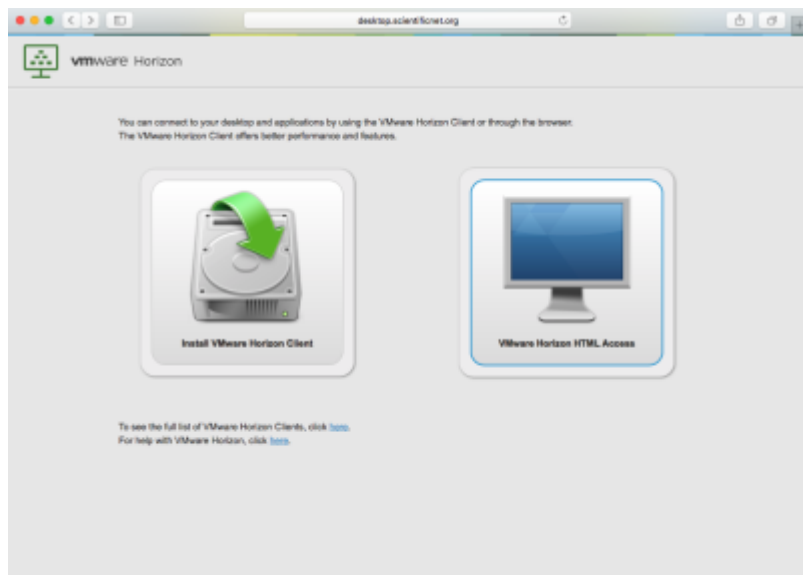 desktop.scientificnet.org
vmware Horizon
You can connect to your desktop and applications by using the VMware Horizon Client or through the browser.
The VMware Horizon Client offers better performance and features.
Install VMware Horizon Client
VMware Horizon HTML Access
To see the full list of VMware Horizon Clients, click here.
For help with VMware Horizon, click here.